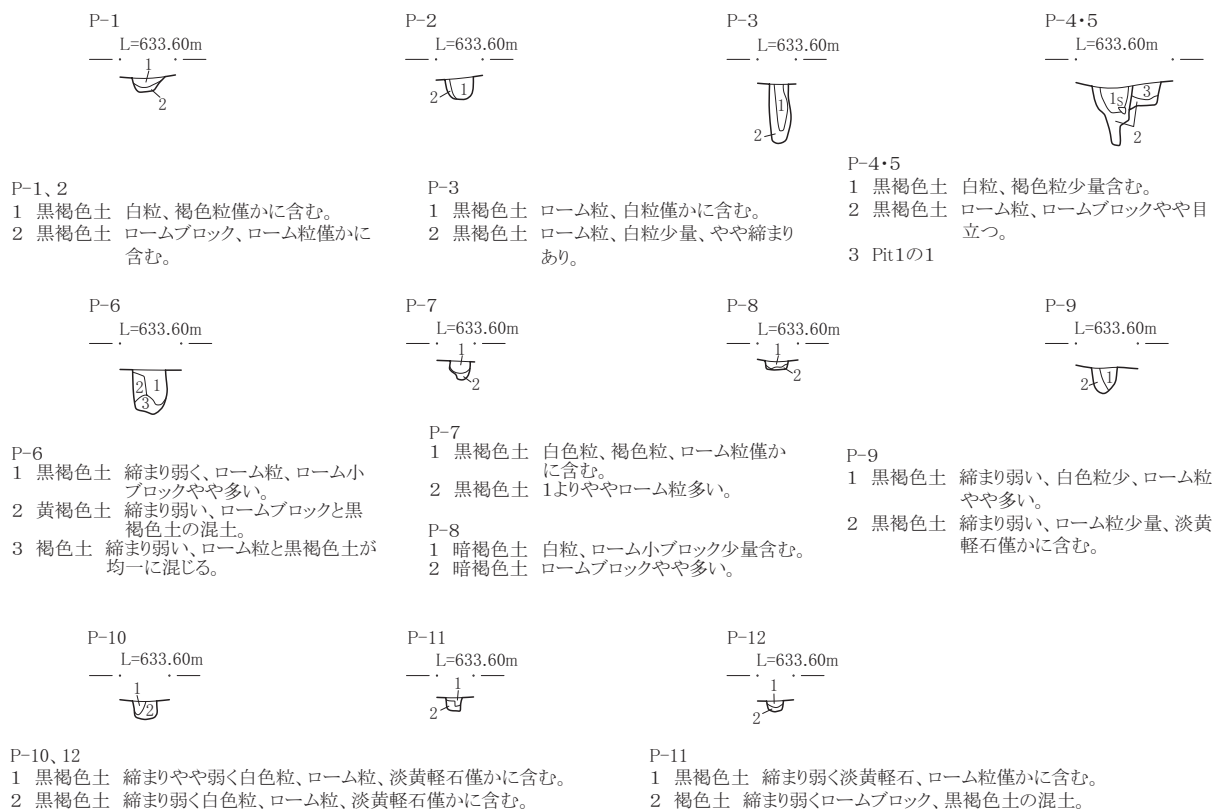 P-1
L=633.60m
1
2
P-2
L=633.60m
1
2
P-3
L=633.60m
1
2
P-4・5
L=633.60m
1
S
3
2
P-1、2
1 黒褐色土 白粒、褐色粒僅かに含む。
2 黒褐色土 ロームブロック、ローム粒僅かに
含む。
P-3
1 黒褐色土 ローム粒、白粒僅かに含む。
2 黒褐色土 ローム粒、白粒少量、やや締まり
あり。
P-4・5
1 黒褐色土 白粒、褐色粒少量含む。
2 黒褐色土 ローム粒、ロームブロックやや目
立つ。
3 Pit1の1
P-6
L=633.60m
2
1
3
P-7
L=633.60m
1
2
P-8
L=633.60m
1
2
P-9
L=633.60m
2
1
P-6
1 黒褐色土 締まり弱く、ローム粒、ローム小
ブロックやや多い。
2 黄褐色土 締まり弱い、ロームブロックと黒
褐色土の混土。
3 褐色土 締まり弱い、ローム粒と黒褐色土が
均一に混じる。
P-7
1 黒褐色土 白色粒、褐色粒、ローム粒僅か
に含む。
2 黒褐色土 1よりややローム粒多い。
P-8
1 暗褐色土 白粒、ローム小ブロック少量含む。
2 暗褐色土 ロームブロックやや多い。
P-9
1 黒褐色土 締まり弱い、白色粒少、ローム粒
やや多い。
2 黒褐色土 締まり弱い、ローム粒少量、淡黄
軽石僅かに含む。
P-10
L=633.60m
1
2
P-11
L=633.60m
1
2
P-12
L=633.60m
1
2
P-10、12
1 黒褐色土 締まりやや弱く白色粒、ローム粒、淡黄軽石僅かに含む。
2 黒褐色土 締まり弱く白色粒、ローム粒、淡黄軽石僅かに含む。
P-11
1 黒褐色土 締まり弱く淡黄軽石、ローム粒僅かに含む。
2 褐色土 締まり弱くロームブロック、黒褐色土の混土。